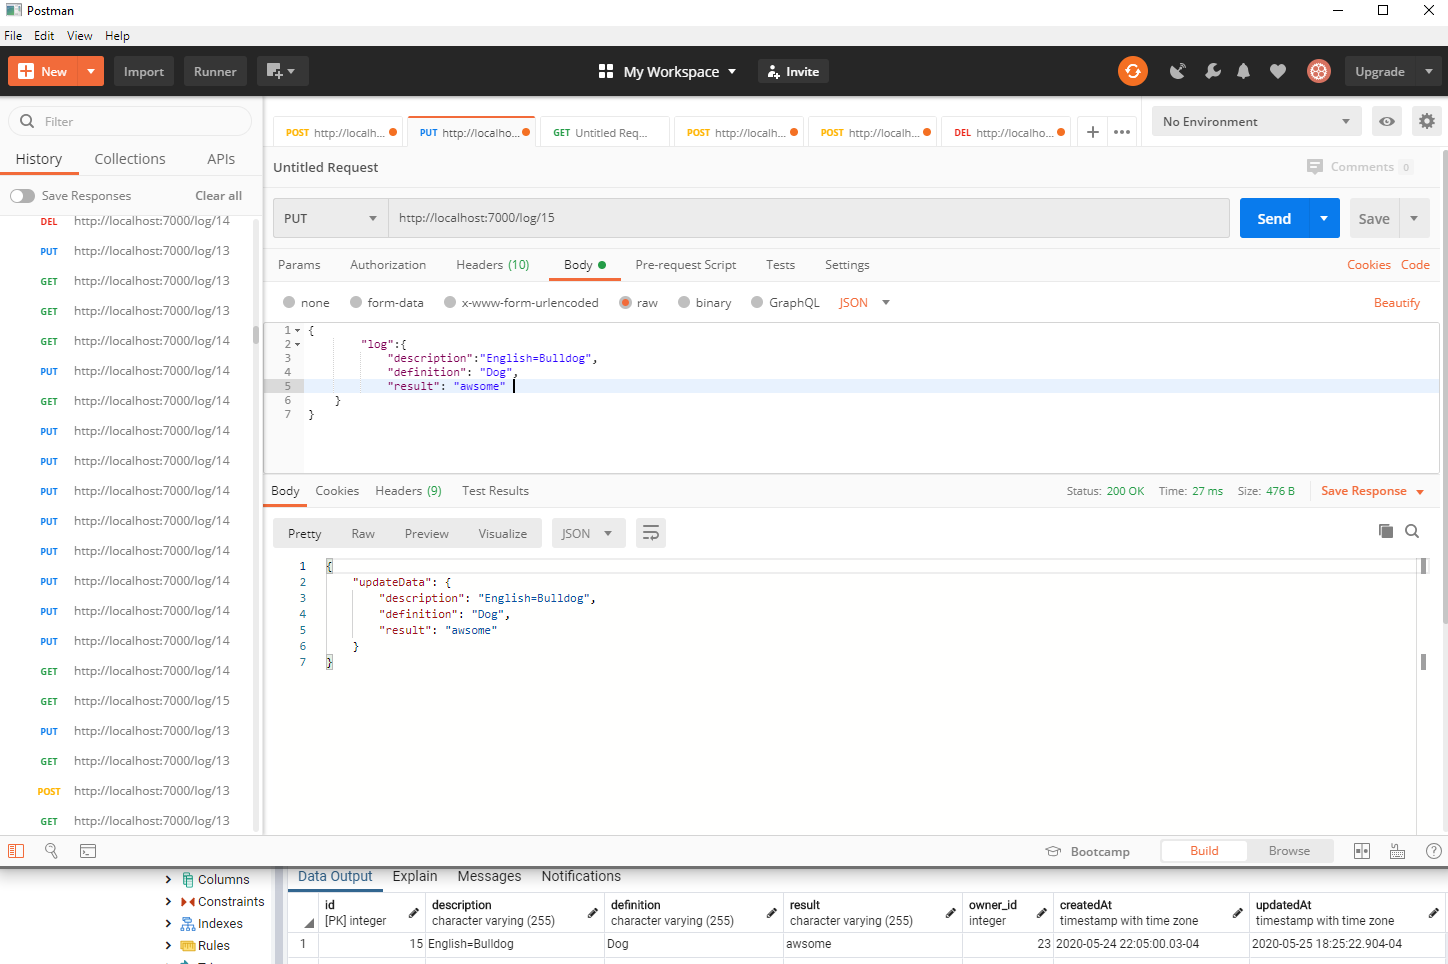 Postman
File Edit View Help
New Import Runner My Workspace Invite Upgrade
Filter
History Collections APIs
Save Responses Clear all
DEL http://localhost:7000/log/14
PUT http://localhost:7000/log/13
GET http://localhost:7000/log/13
GET http://localhost:7000/log/13
GET http://localhost:7000/log/14
PUT http://localhost:7000/log/14
GET http://localhost:7000/log/14
PUT http://localhost:7000/log/14
PUT http://localhost:7000/log/14
PUT http://localhost:7000/log/14
PUT http://localhost:7000/log/14
PUT http://localhost:7000/log/14
PUT http://localhost:7000/log/14
PUT http://localhost:7000/log/14
PUT http://localhost:7000/log/14
GET http://localhost:7000/log/14
GET http://localhost:7000/log/15
PUT http://localhost:7000/log/13
GET http://localhost:7000/log/13
POST http://localhost:7000/log/13
GET http://localhost:7000/log/13
POST http://localh... PUT http://localho... GET Untitled Req... POST http://localh... POST http://localh... DEL http://localho... + •••
No Environment
Untitled Request Comments 0
PUT http://localhost:7000/log/15 Send Save
Params Authorization Headers (10) Body Pre-request Script Tests Settings Cookies Code
none form-data x-www-form-urlencoded raw binary GraphQL JSON Beautify
1 {
2 "log":{
3 "description":"English=Bulldog",
4 "definition": "Dog",
5 "result": "awsome"
6 }
7 }
Body Cookies Headers (9) Test Results Status: 200 OK Time: 27 ms Size: 476 B Save Response
Pretty Raw Preview Visualize JSON
1 {
2 "updateData": {
3 "description": "English=Bulldog",
4 "definition": "Dog",
5 "result": "awsome"
6 }
7 }
Bootcamp Build Browse
Columns
Constraints
Indexes
Rules
Data Output Explain Messages Notifications
id description definition result owner_id createdAt updatedAt
[PK] integer character varying (255) character varying (255) character varying (255) integer timestamp with time zone timestamp with time zone
1 15 English=Bulldog Dog awsome 23 2020-05-24 22:05:00.03-04 2020-05-25 18:25:22.904-04